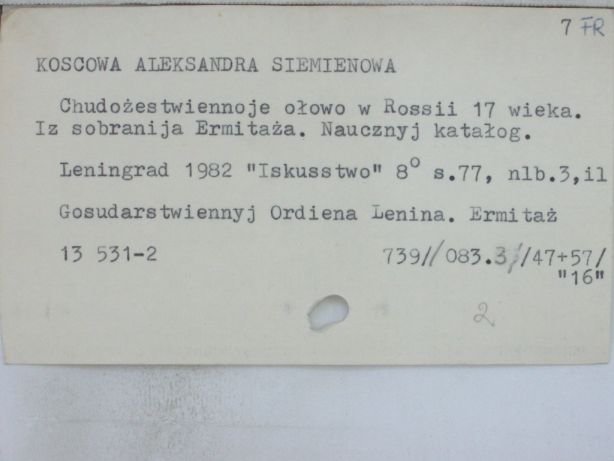 7 FR
KOSCOWA ALEKSANDRA SIEMIENOWA
Chudożestwiennoje ołowo w Rossii 17 wieka.
Iz sobranija Ermitaża. Naucznyj katałog.
Leningrad 1982 "Iskusstwo" 8° s.77, nlb.3,il
Gosudarstwiennyj Ordiena Lenina. Ermitaż
13 531-2 739//083.3//47+57/
"16"
2